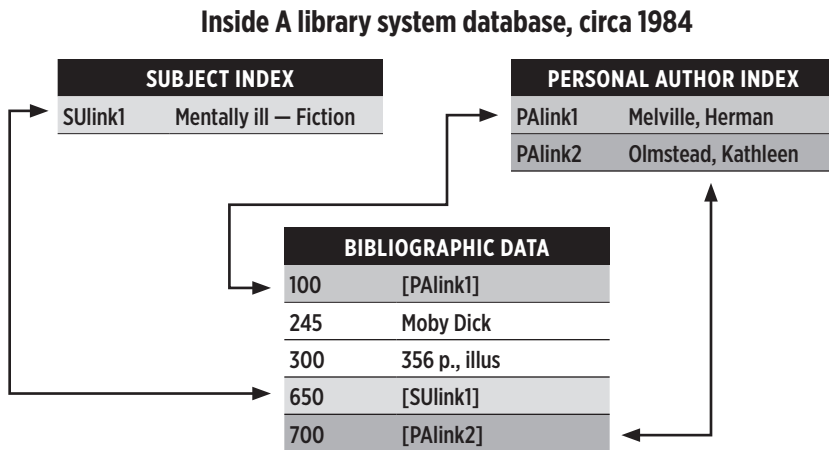 Inside A library system database, circa 1984
SUBJECT INDEX
SUlink1 Mentally ill — Fiction
PERSONAL AUTHOR INDEX
PAlink1 Melville, Herman
PAlink2 Olmstead, Kathleen
BIBLIOGRAPHIC DATA
100 [PAlink1]
245 Moby Dick
300 356 p., illus
650 [SUlink1]
700 [PAlink2]